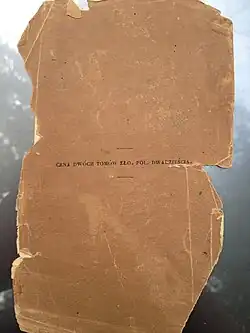 CENA DWÓCH TOMÓW ZŁO. POL. DWADZIEŚCIA.